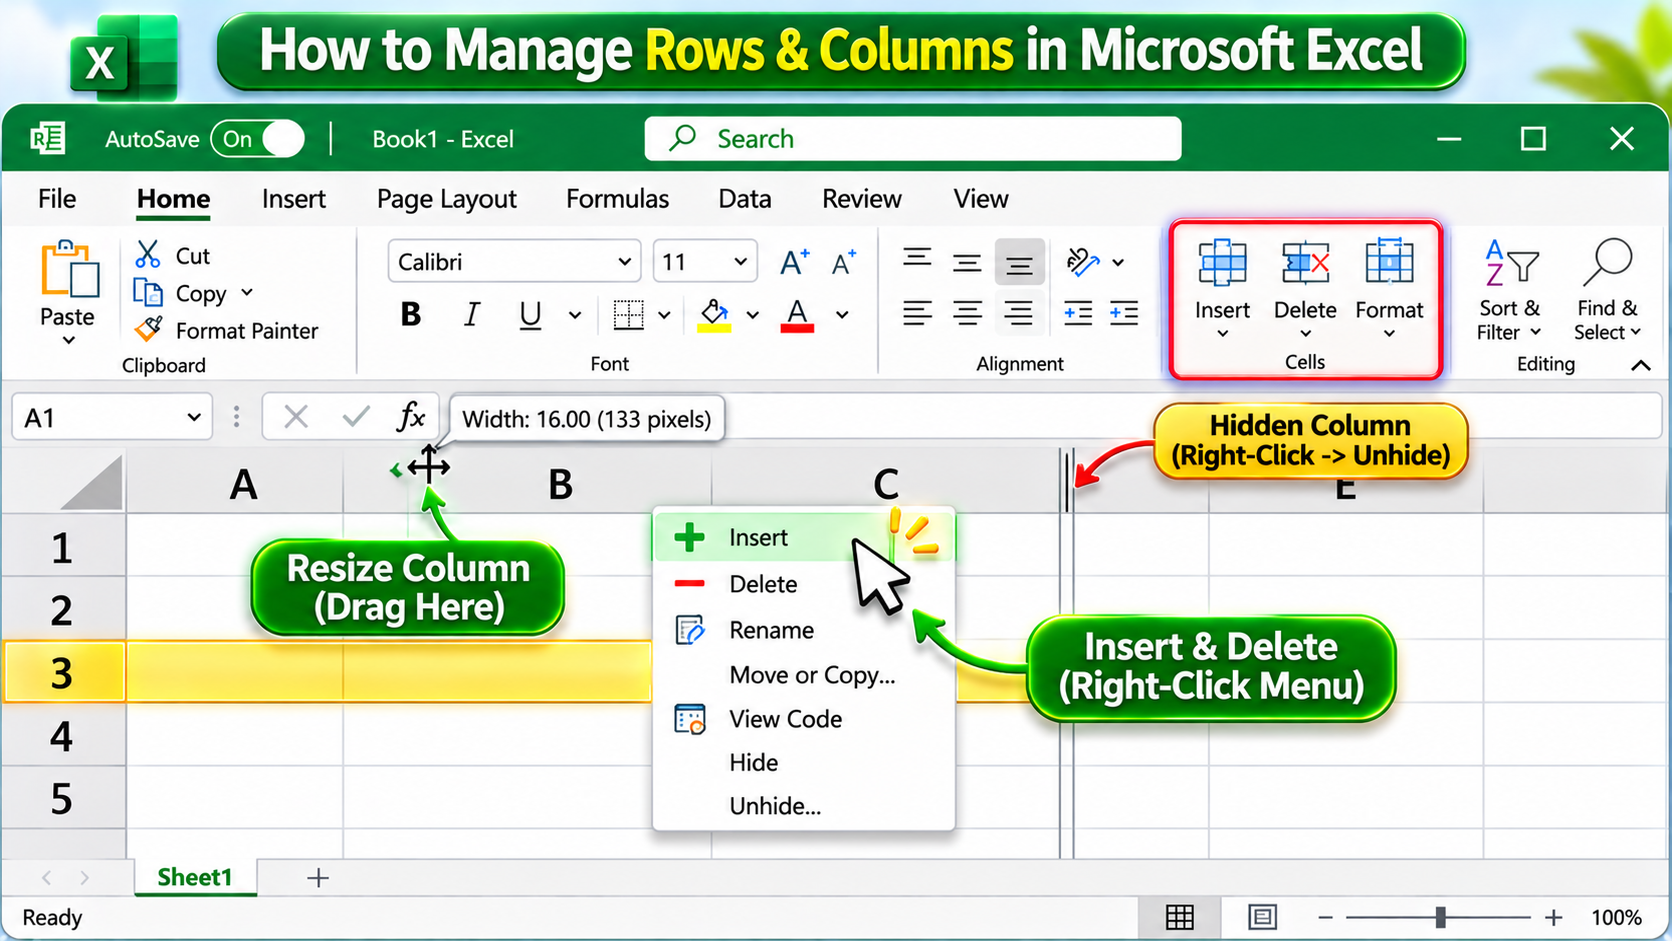 X
How to Manage Rows & Columns in Microsoft Excel
AutoSave On
Book1 - Excel
Search
File Home Insert Page Layout Formulas Data Review View
Paste
Cut
Copy
Format Painter
Clipboard
Calibri 11 A+ A+
B I U A
Font
Alignment
Insert Delete Format
Cells
A Z
Sort & Filter
Find & Select
Editing
A1
fx
Width: 16.00 (133 pixels)
Hidden Column
(Right-Click -> Unhide)
A B C E
1
2
3
4
5
Resize Column
(Drag Here)
Insert
Delete
Rename
Move or Copy...
View Code
Hide
Unhide...
Insert & Delete
(Right-Click Menu)
Sheet1
Ready
100%